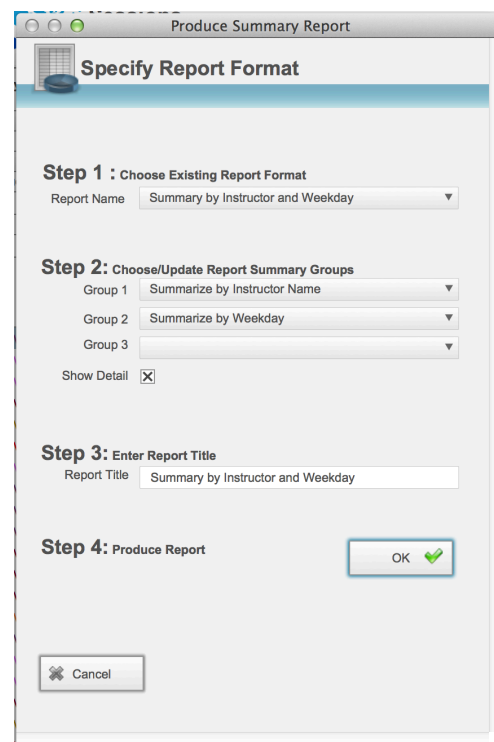 Produce Summary Report
Specify Report Format
Step 1 : Choose Existing Report Format
Report Name Summary by Instructor and Weekday
Step 2: Choose/Update Report Summary Groups
Group 1 Summarize by Instructor Name
Group 2 Summarize by Weekday
Group 3
Show Detail
Step 3: Enter Report Title
Report Title Summary by Instructor and Weekday
Step 4: Produce Report
OK
Cancel